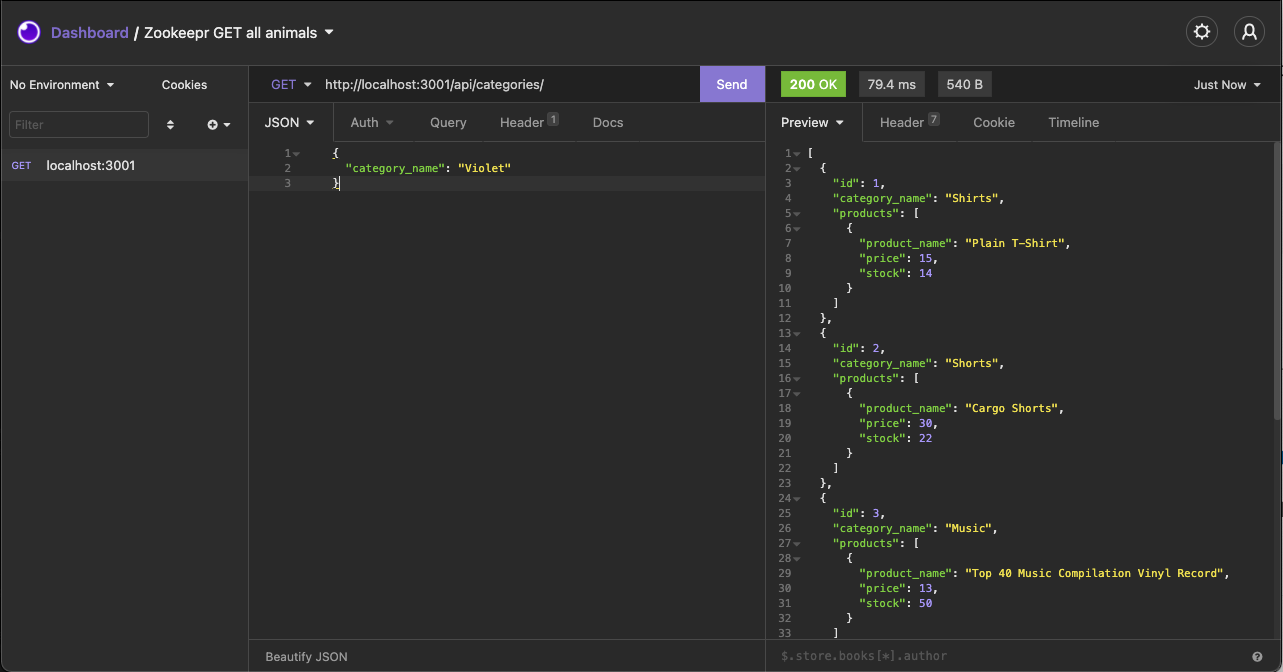 Dashboard / Zookeepr GET all animals
No Environment
Cookies
GET
http://localhost:3001/api/categories/
Send
200 OK
79.4 ms
540 B
Just Now
Filter
JSON
Auth
Query
Header 1
Docs
Preview
Header 7
Cookie
Timeline
GET localhost:3001
1 {
2 "category_name": "Violet"
3 }
1 [
2 {
3 "id": 1,
4 "category_name": "Shirts",
5 "products": [
6 {
7 "product_name": "Plain T-Shirt",
8 "price": 15,
9 "stock": 14
10 }
11 ]
12 },
13 {
14 "id": 2,
15 "category_name": "Shorts",
16 "products": [
17 {
18 "product_name": "Cargo Shorts",
19 "price": 30,
20 "stock": 22
21 }
22 ]
23 },
24 {
25 "id": 3,
26 "category_name": "Music",
27 "products": [
28 {
29 "product_name": "Top 40 Music Compilation Vinyl Record",
30 "price": 13,
31 "stock": 50
32 }
33 ]
Beautify JSON
$.store.books[*].author
?